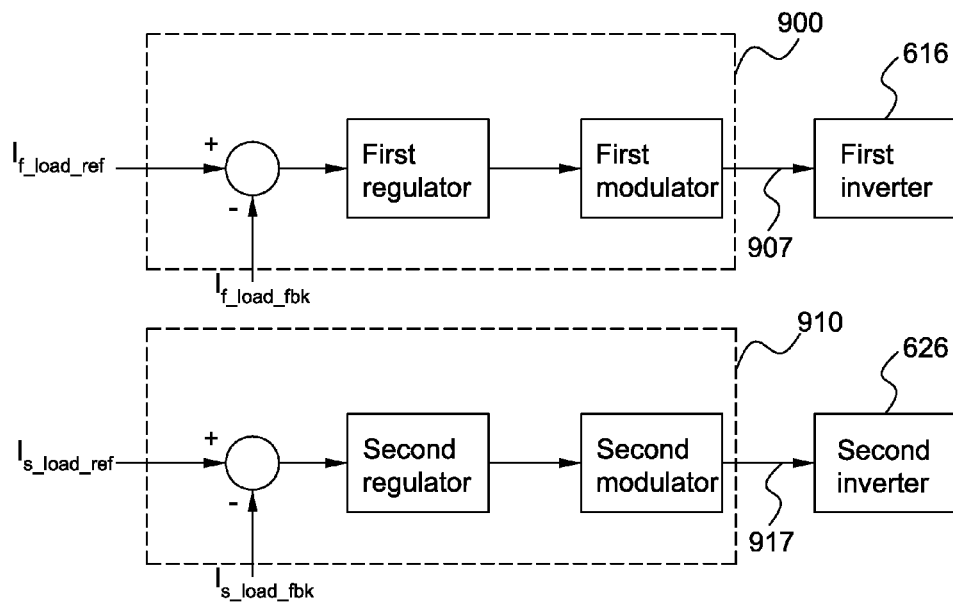 900
616
I_f_load_ref
+
-
First
regulator
First
modulator
First
inverter
907
I_f_load_fbk
910
626
I_s_load_ref
+
-
Second
regulator
Second
modulator
Second
inverter
917
I_s_load_fbk